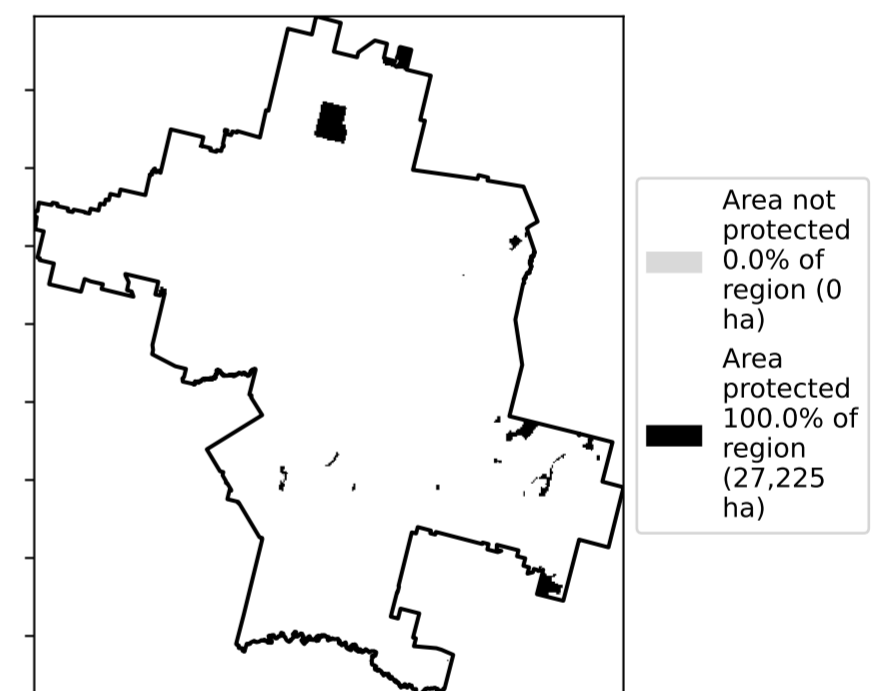 Area not
protected
0.0% of
region (0
ha)
Area
protected
100.0% of
region
(27,225
ha)